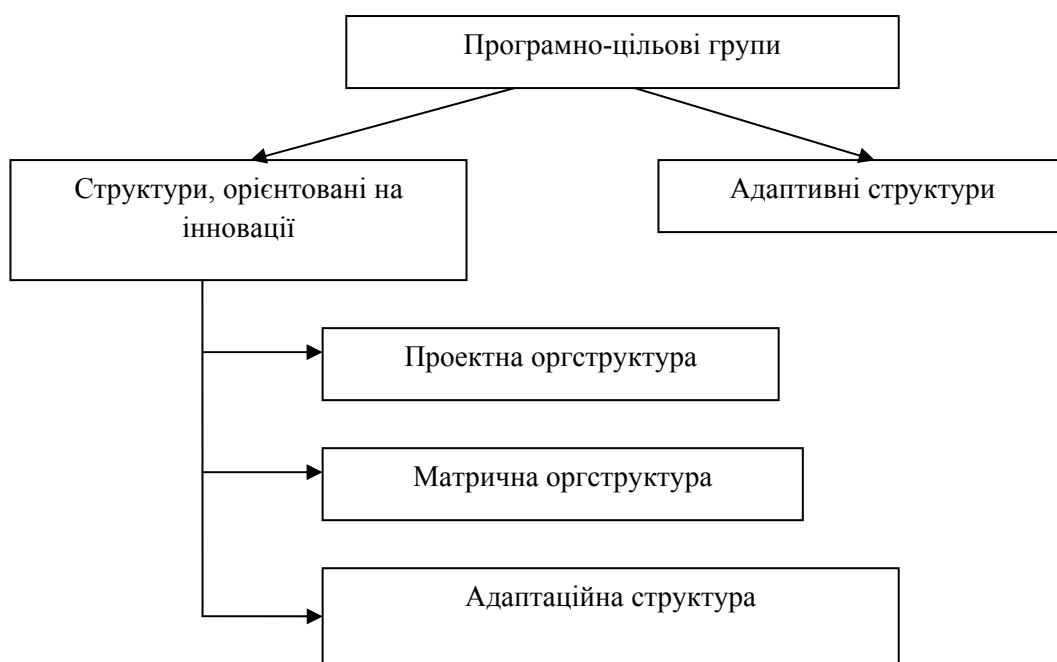 Програмно-цільові групи
Структури, орієнтовані на
інновації
Адаптивні структури
Проектна оргструктура
Матрична оргструктура
Адаптаційна структура